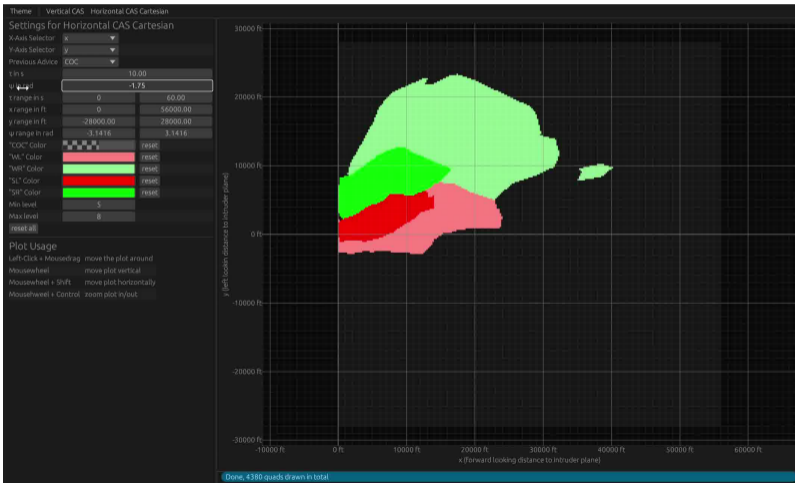 Theme Vertical CAS Horizontal CAS Cartesian
Settings for Horizontal CAS Cartesian
X-Axis Selector x
Y-Axis Selector y
Previous Advice COC
τ in s 10.00
ψ in rad -1.75
τ range in s 0 60.00
x range in ft 0 56000.00
y range in ft -28000.00 28000.00
ψ range in rad -3.1416 3.1416
"COC" Color reset
"WL" Color reset
"WR" Color reset
"SL" Color reset
"SR" Color reset
Min level 5
Max level 8
reset all
Plot Usage
Left-Click + Mousedrag move the plot around
Mousewheel move plot vertical
Mousewheel + Shift move plot horizontally
Mousehweel + Control zoom plot in/out
30000 ft
20000 ft
10000 ft
0 ft
-10000 ft
-20000 ft
-30000 ft
y (left lookin distance to intruder plane)
-10000 ft 0 ft 10000 ft 20000 ft 30000 ft 40000 ft 50000 ft 60000 ft
x (forward looking distance to intruder plane)
Done, 4380 quads drawn in total